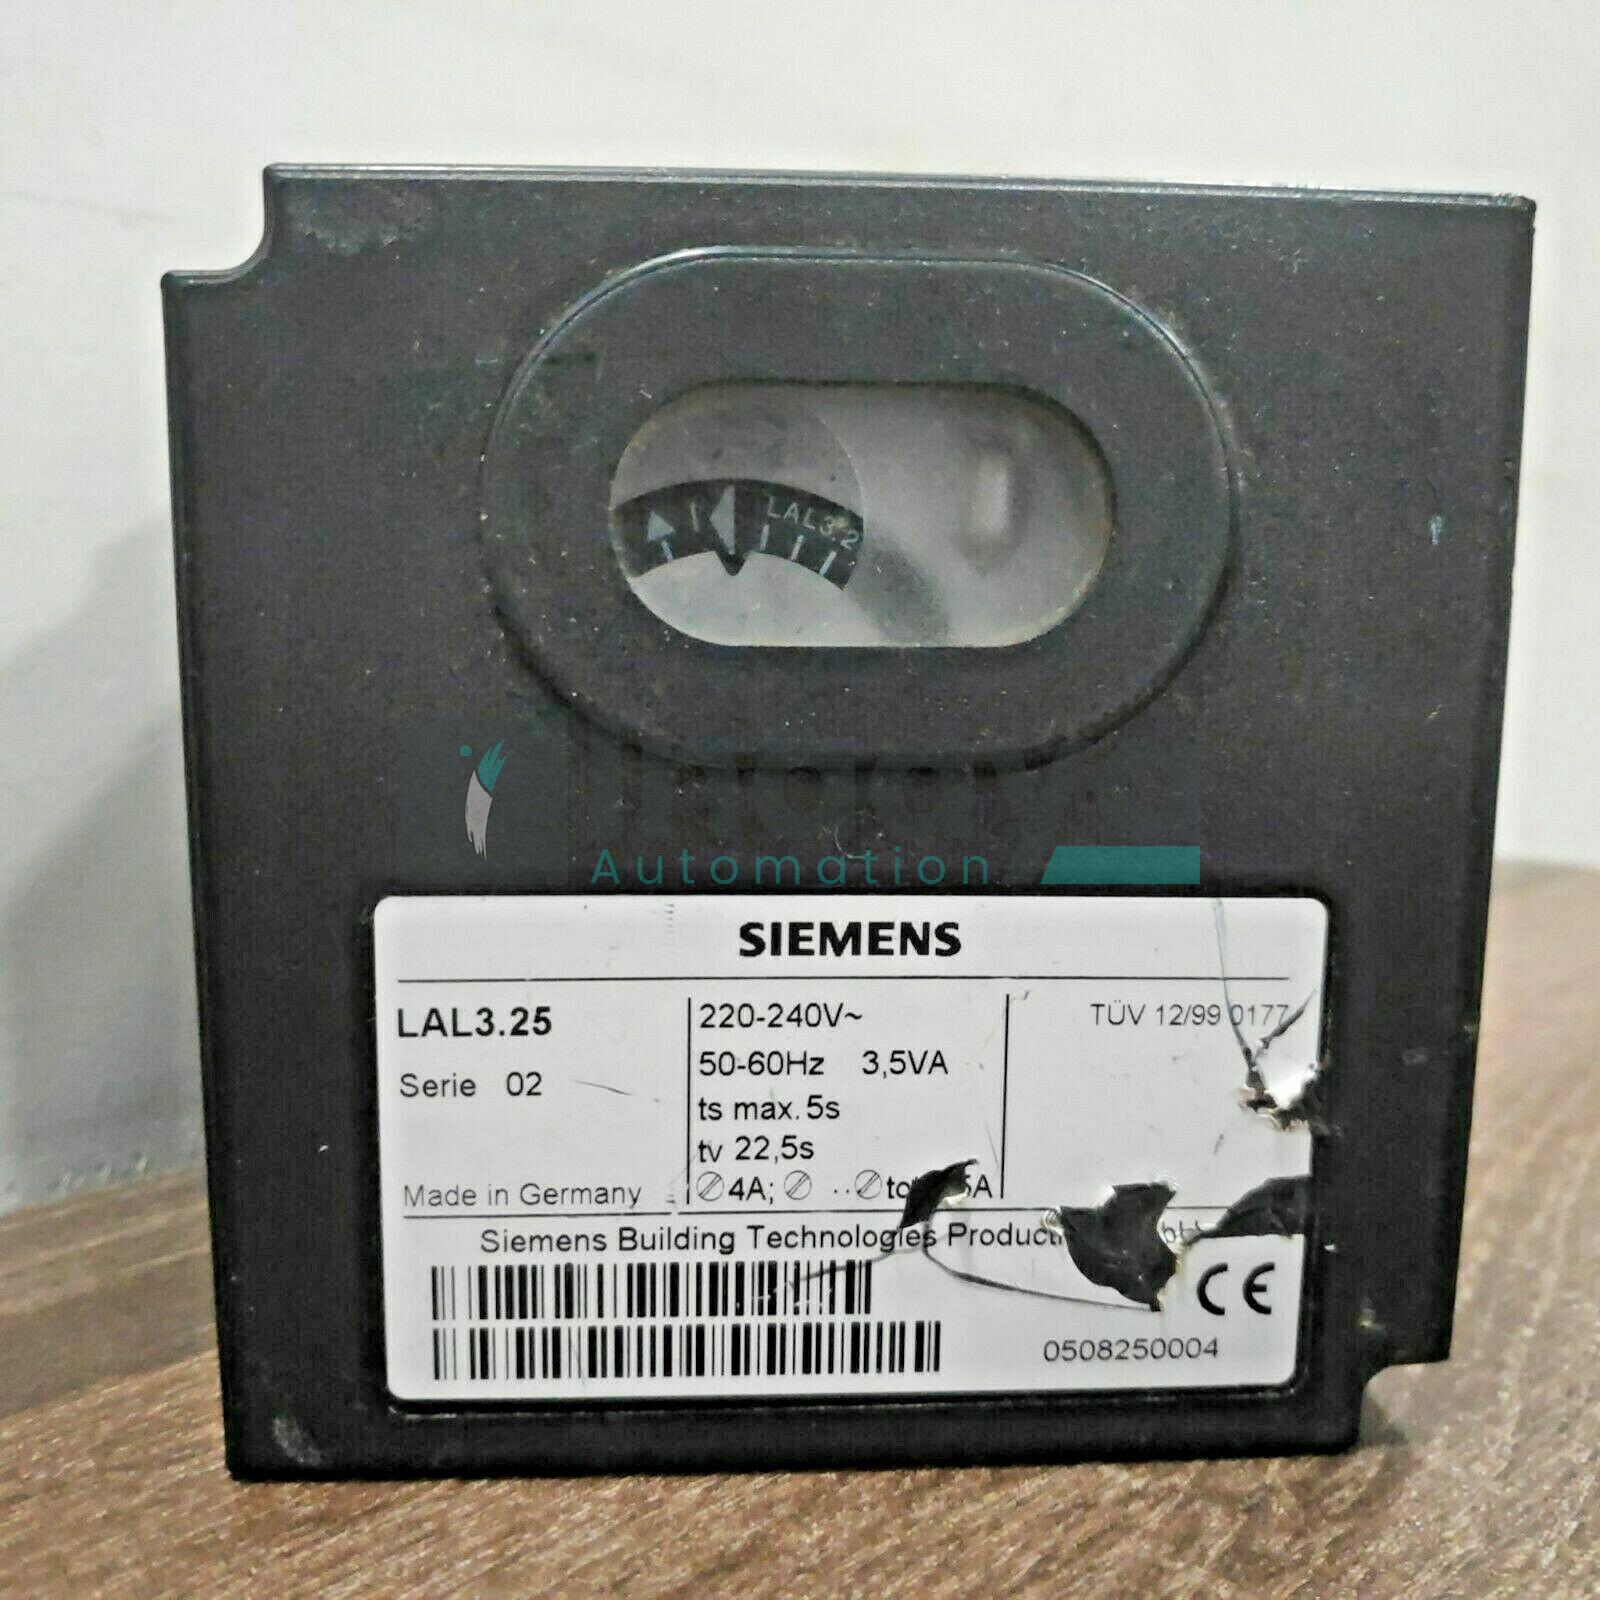 LAL3.2
Automation
SIEMENS
LAL3.25
Serie 02
Made in Germany
220-240V~
50-60Hz 3,5VA
ts max. 5s
tv 22,5s
4A;
TÜV 12/99 0177
Siemens Building Technologies
CE
0508250004